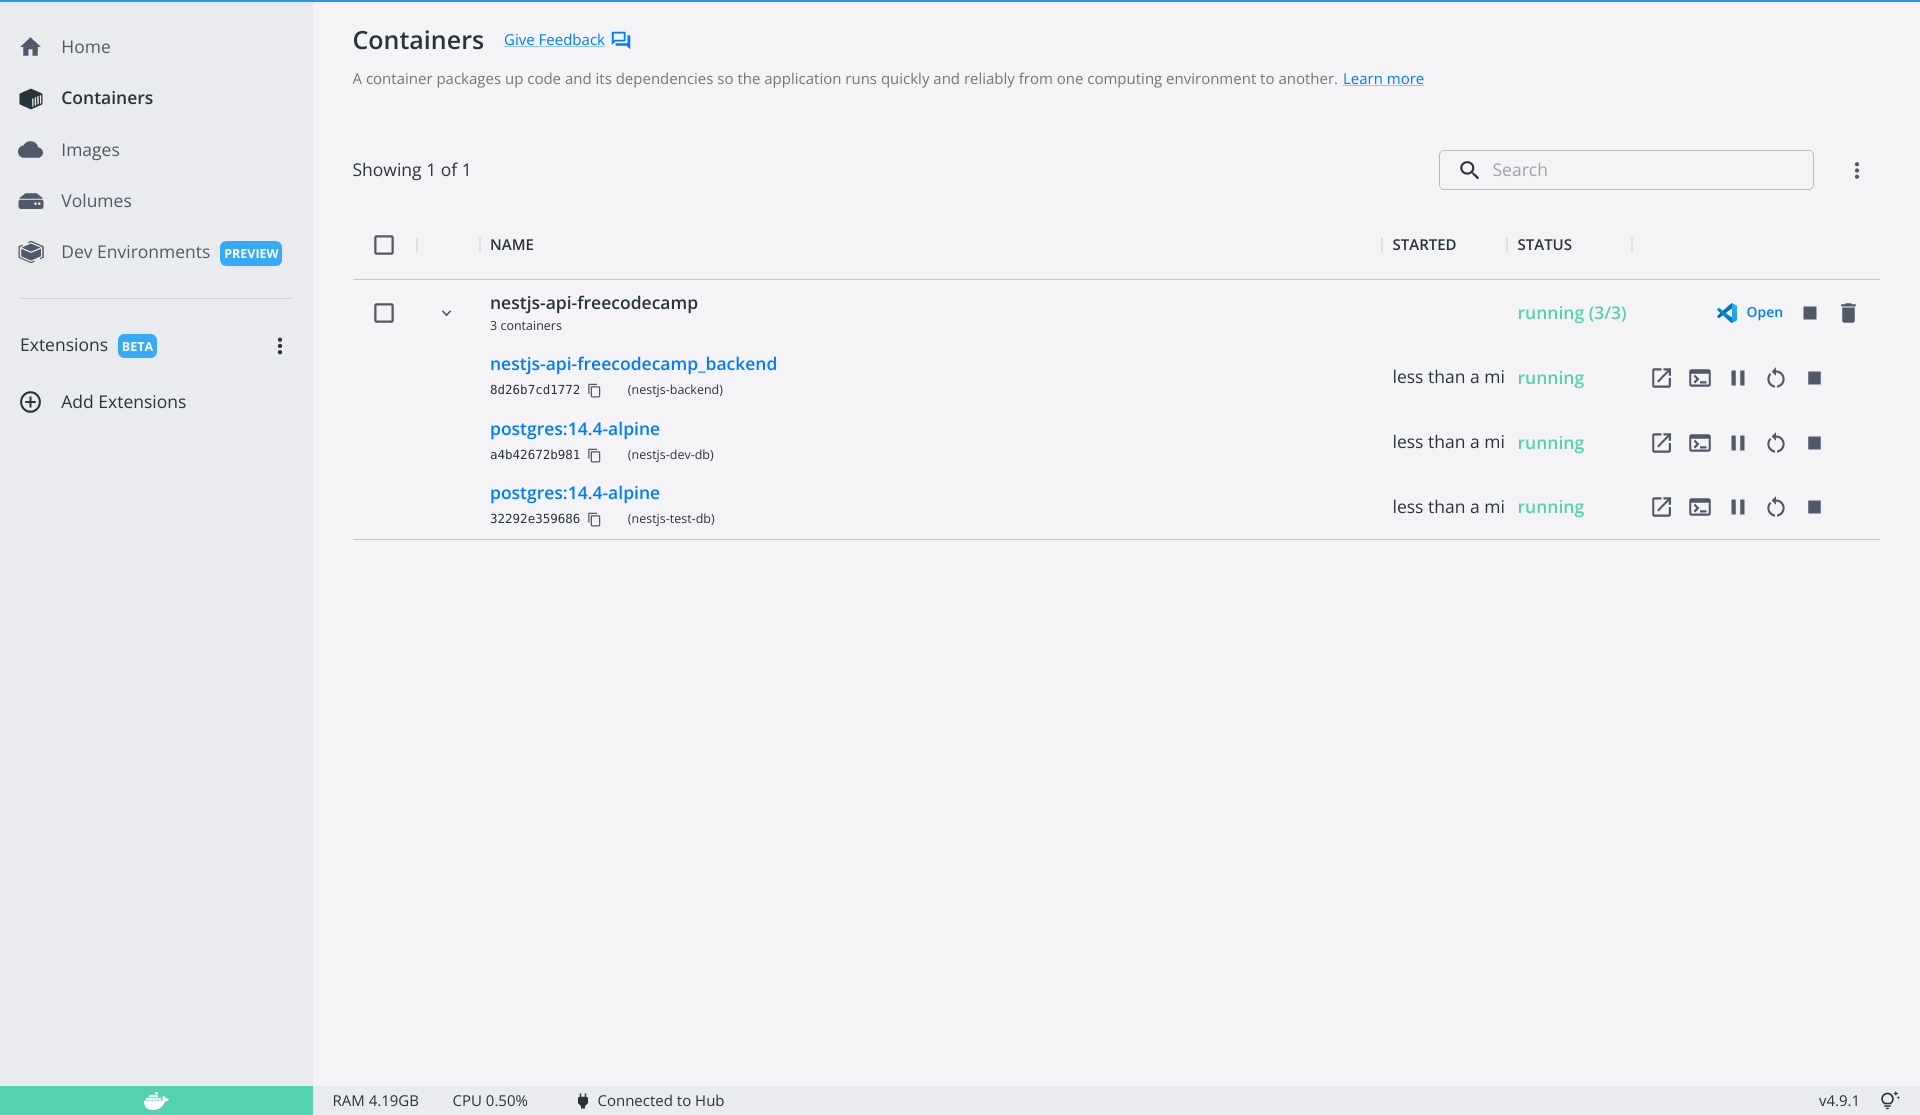 Home
Containers
Images
Volumes
Dev Environments PREVIEW
Extensions BETA
Add Extensions
Containers Give Feedback
A container packages up code and its dependencies so the application runs quickly and reliably from one computing environment to another. Learn more
Showing 1 of 1
Search
NAME STARTED STATUS
nestjs-api-freecodecamp
3 containers
running (3/3) Open
nestjs-api-freecodecamp_backend
8d26b7cd1772 (nestjs-backend)
less than a mi running
postgres:14.4-alpine
a4b42672b981 (nestjs-dev-db)
less than a mi running
postgres:14.4-alpine
32292e359686 (nestjs-test-db)
less than a mi running
RAM 4.19GB CPU 0.50% Connected to Hub v4.9.1